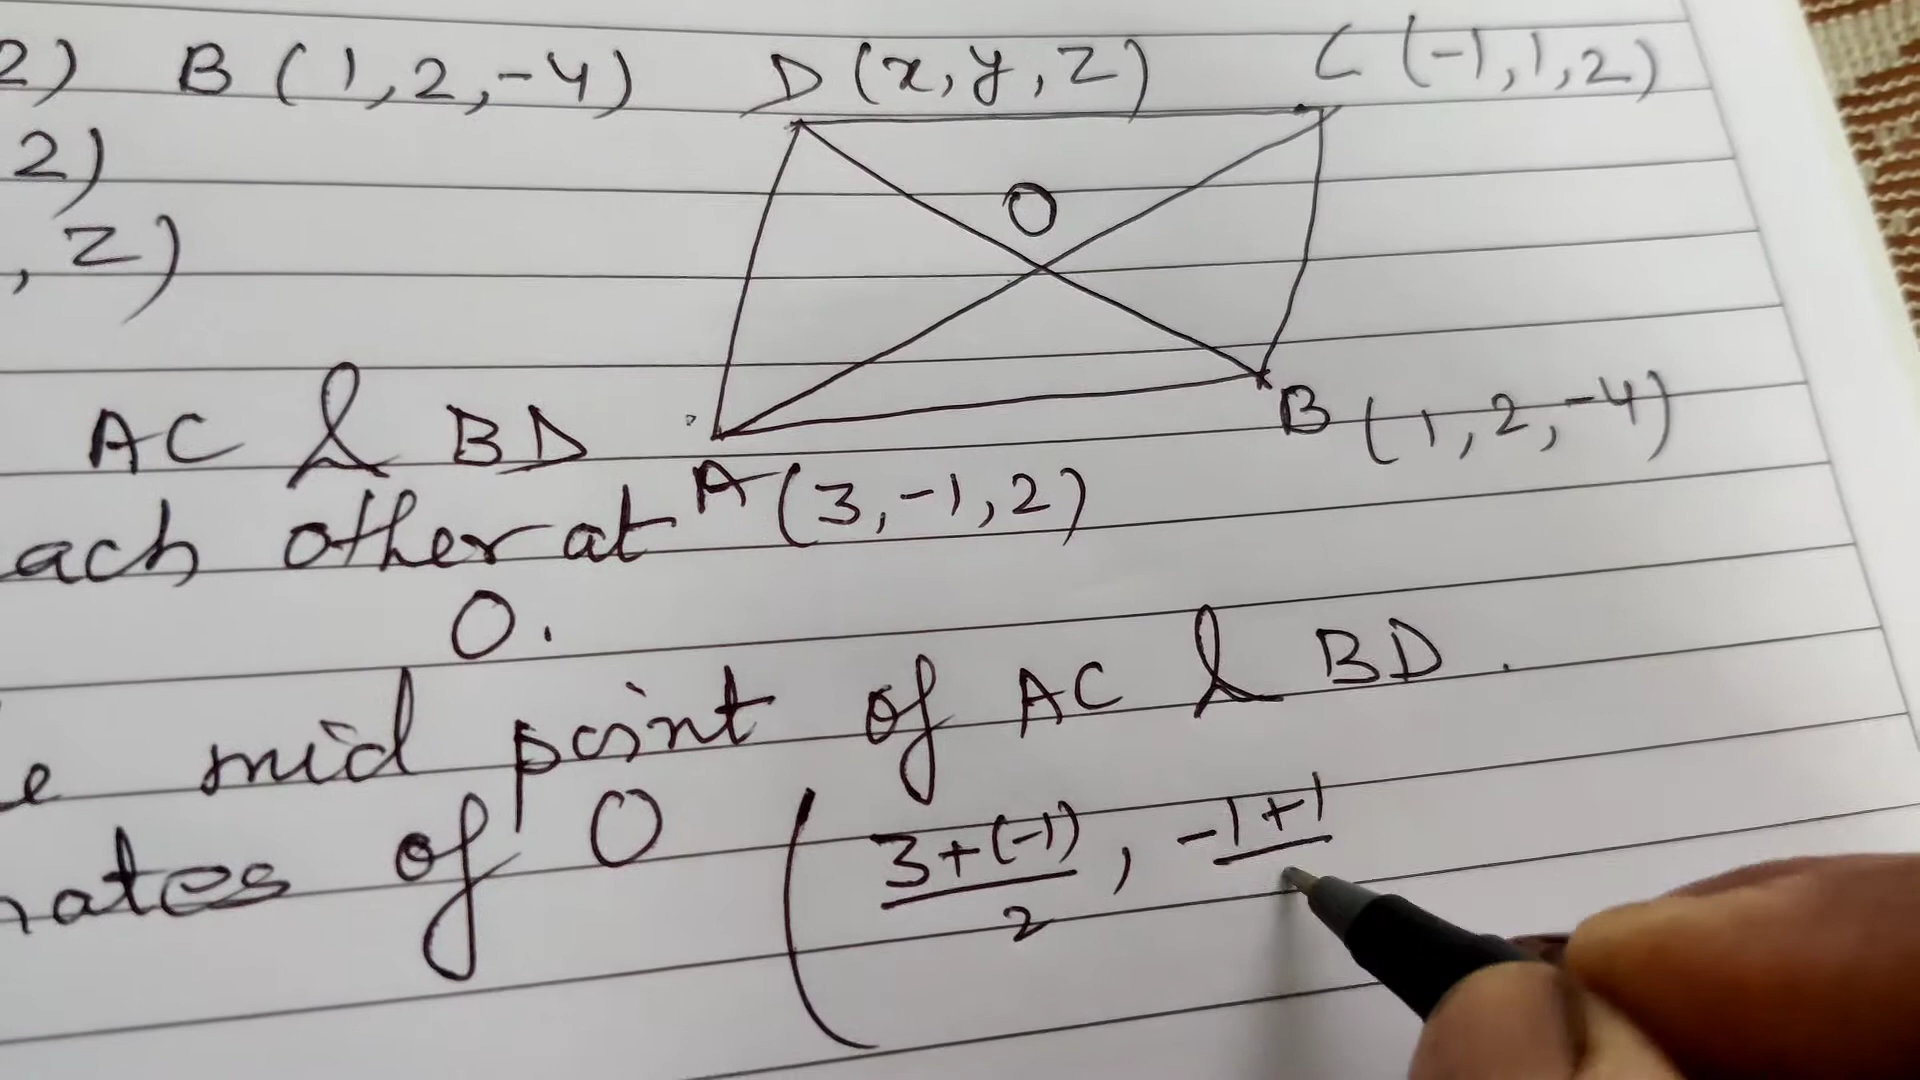 2) B (1,2,-4) D(x,y,z) C (-1,1,2)
2)
O
, z)
AC & BD
B (1,2,-4)
A(3,-1,2)
ach other at
O.
e mid point of AC & BD.
nates of O ( 3+(-1)/2 , -1+1